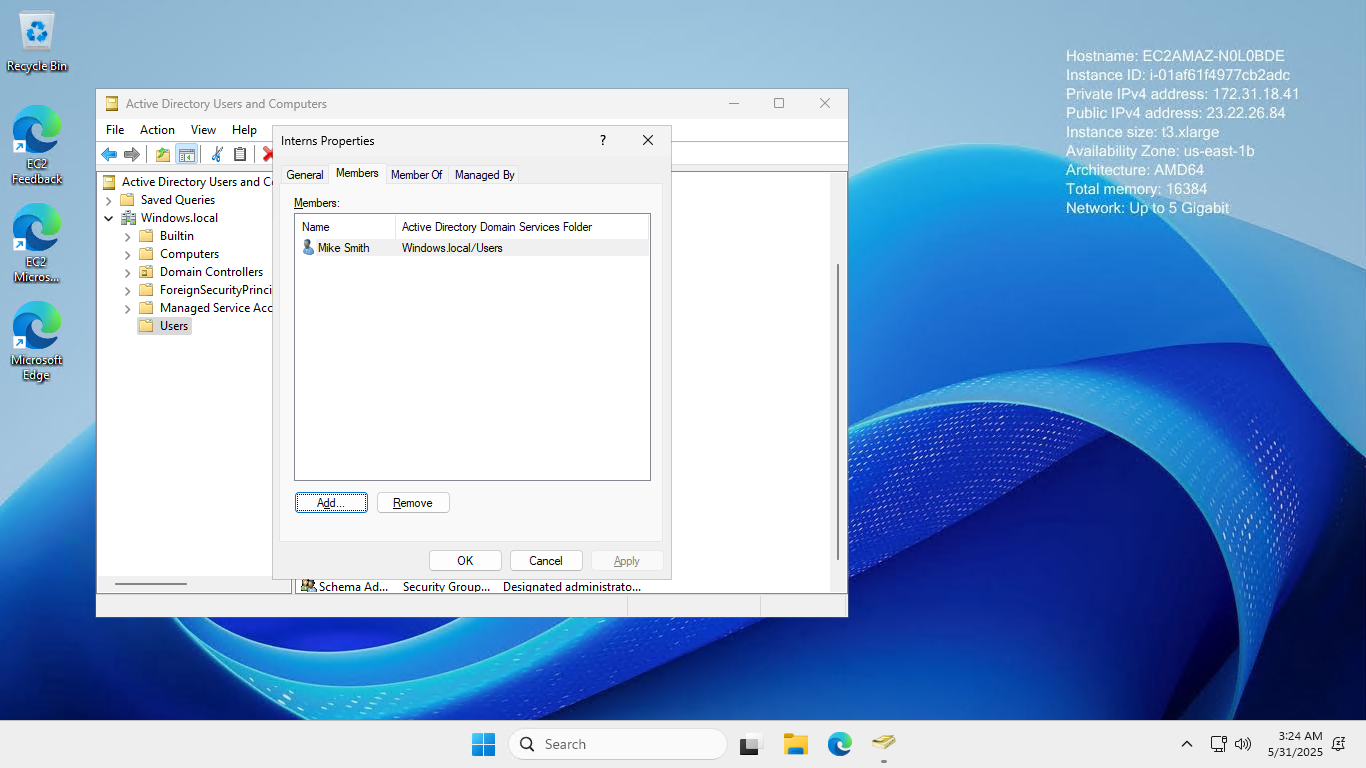 Recycle Bin
EC2
Feedback
EC2
Micros...
Microsoft
Edge
Hostname: EC2AMAZ-N0L0BDE
Instance ID: i-01af61f4977cb2adc
Private IPv4 address: 172.31.18.41
Public IPv4 address: 23.22.26.84
Instance size: t3.xlarge
Availability Zone: us-east-1b
Architecture: AMD64
Total memory: 16384
Network: Up to 5 Gigabit
Active Directory Users and Computers
File Action View Help
Active Directory Users and Co
Saved Queries
Windows.local
Builtin
Computers
Domain Controllers
ForeignSecurityPrinci
Managed Service Acc
Users
Interns Properties
?
General Members Member Of Managed By
Members:
Name Active Directory Domain Services Folder
Mike Smith Windows.local/Users
Add... Remove
OK Cancel Apply
Schema Ad... Security Group... Designated administrato...
Search
3:24 AM
5/31/2025